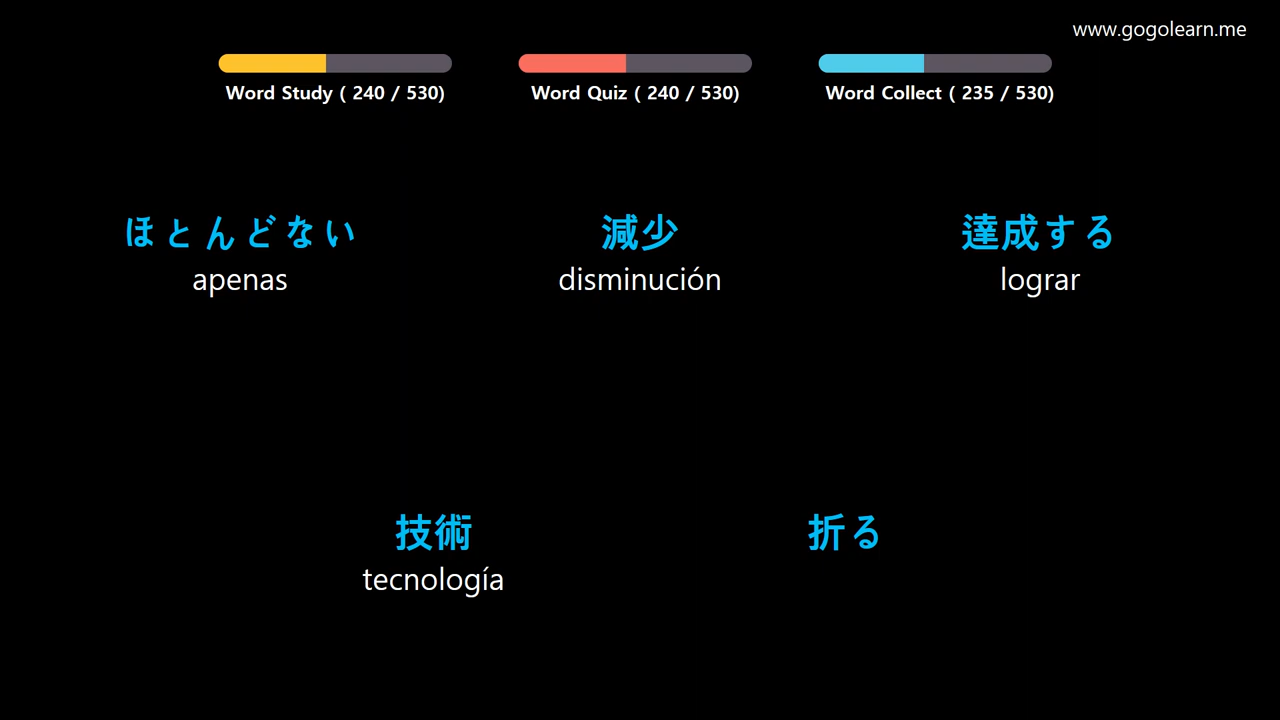 www.gogolearn.me
Word Study ( 240 / 530)
Word Quiz ( 240 / 530)
Word Collect ( 235 / 530)
ほとんどない
apenas
減少
disminución
達成する
lograr
技術
tecnología
折る